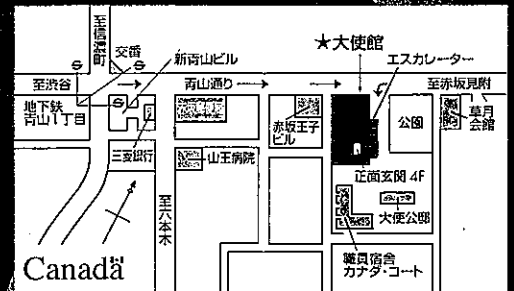 至信濃町
交番
新青山ビル
★大使館
エスカレーター
至渋谷
青山通り
至赤坂見附
地下鉄
青山1丁目
赤坂王子
ビル
公園
草月
会館
三菱銀行
山王病院
正面玄関 4F
至六本木
大使公邸
職員宿舎
カナダ・コート
Canada